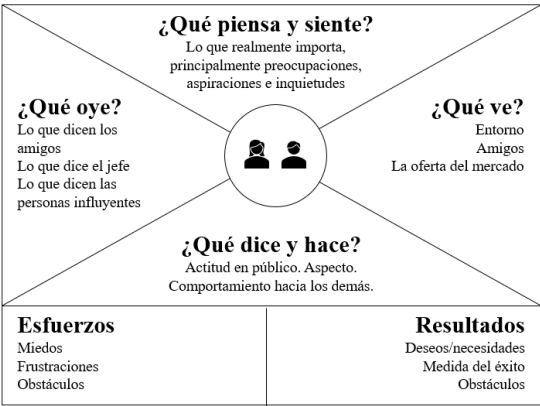 ¿Qué piensa y siente?
Lo que realmente importa,
principalmente preocupaciones,
aspiraciones e inquietudes
¿Qué oye?
Lo que dicen los
amigos
Lo que dice el jefe
Lo que dicen las
personas influyentes
¿Qué ve?
Entorno
Amigos
La oferta del mercado
¿Qué dice y hace?
Actitud en público. Aspecto.
Comportamiento hacia los demás.
Esfuerzos
Miedos
Frustraciones
Obstáculos
Resultados
Deseos/necesidades
Medida del éxito
Obstáculos